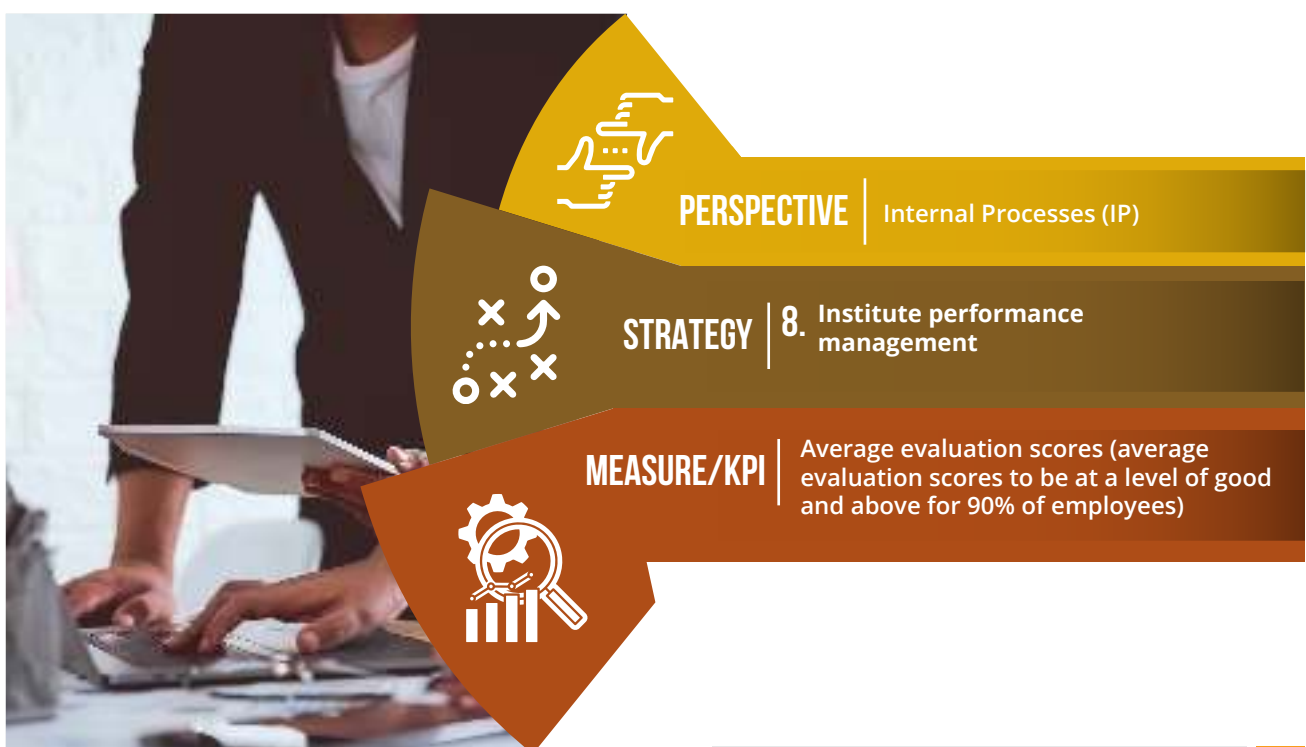 PERSPECTIVE
Internal Processes (IP)
STRATEGY
8. Institute performance
management
MEASURE/KPI
Average evaluation scores (average
evaluation scores to be at a level of good
and above for 90% of employees)